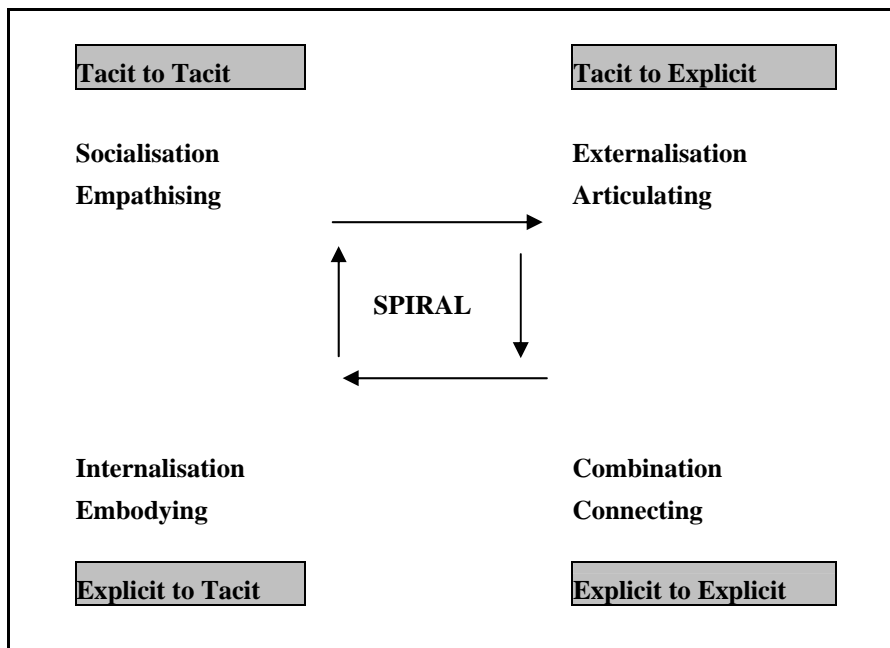 Tacit to Tacit
Tacit to Explicit
Socialisation
Empathising
Externalisation
Articulating
SPIRAL
Internalisation
Embodying
Combination
Connecting
Explicit to Tacit
Explicit to Explicit